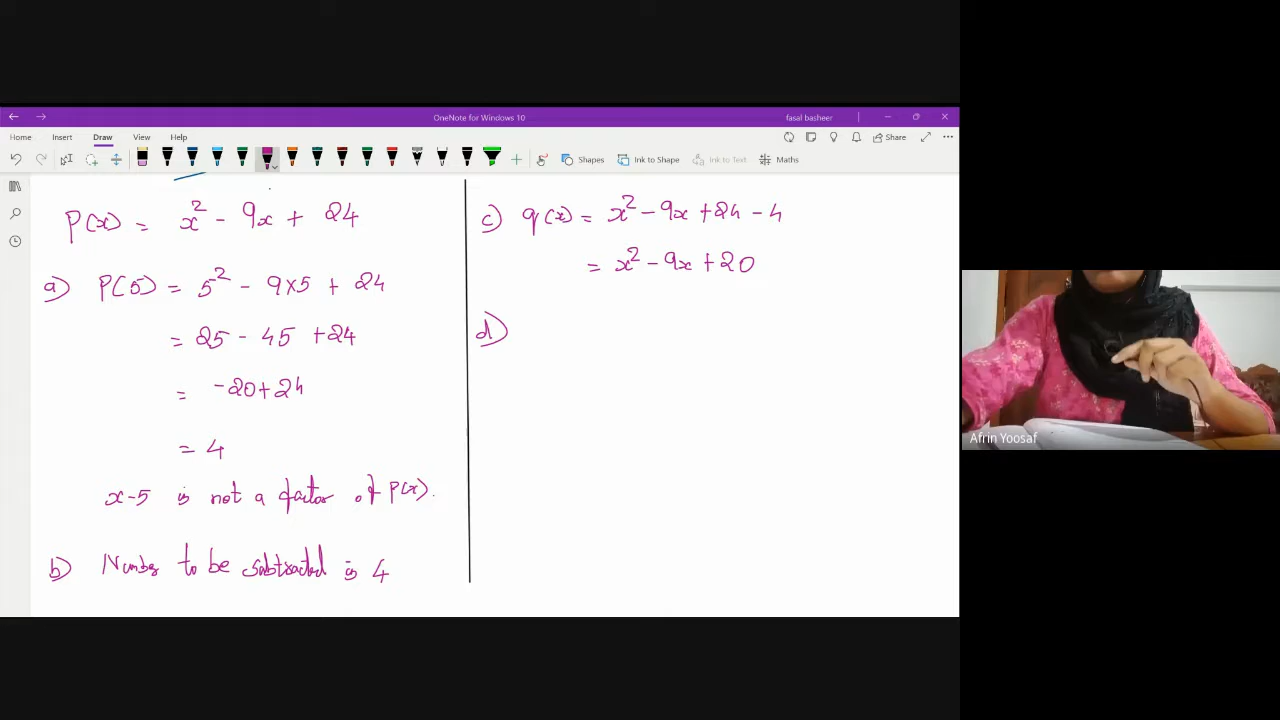 OneNote for Windows 10
fasal basheer
Home Insert Draw View Help
Share
Shapes Ink to Shape Ink to Text Maths
P(x) = x² - 9x + 24
a) P(5) = 5² - 9×5 + 24
= 25 - 45 + 24
= -20+24
= 4
x-5 is not a factor of P(x).
b) Number to be subtracted is 4
c) q(x) = x² - 9x + 24 - 4
= x² - 9x + 20
d)
Afrin Yoosaf